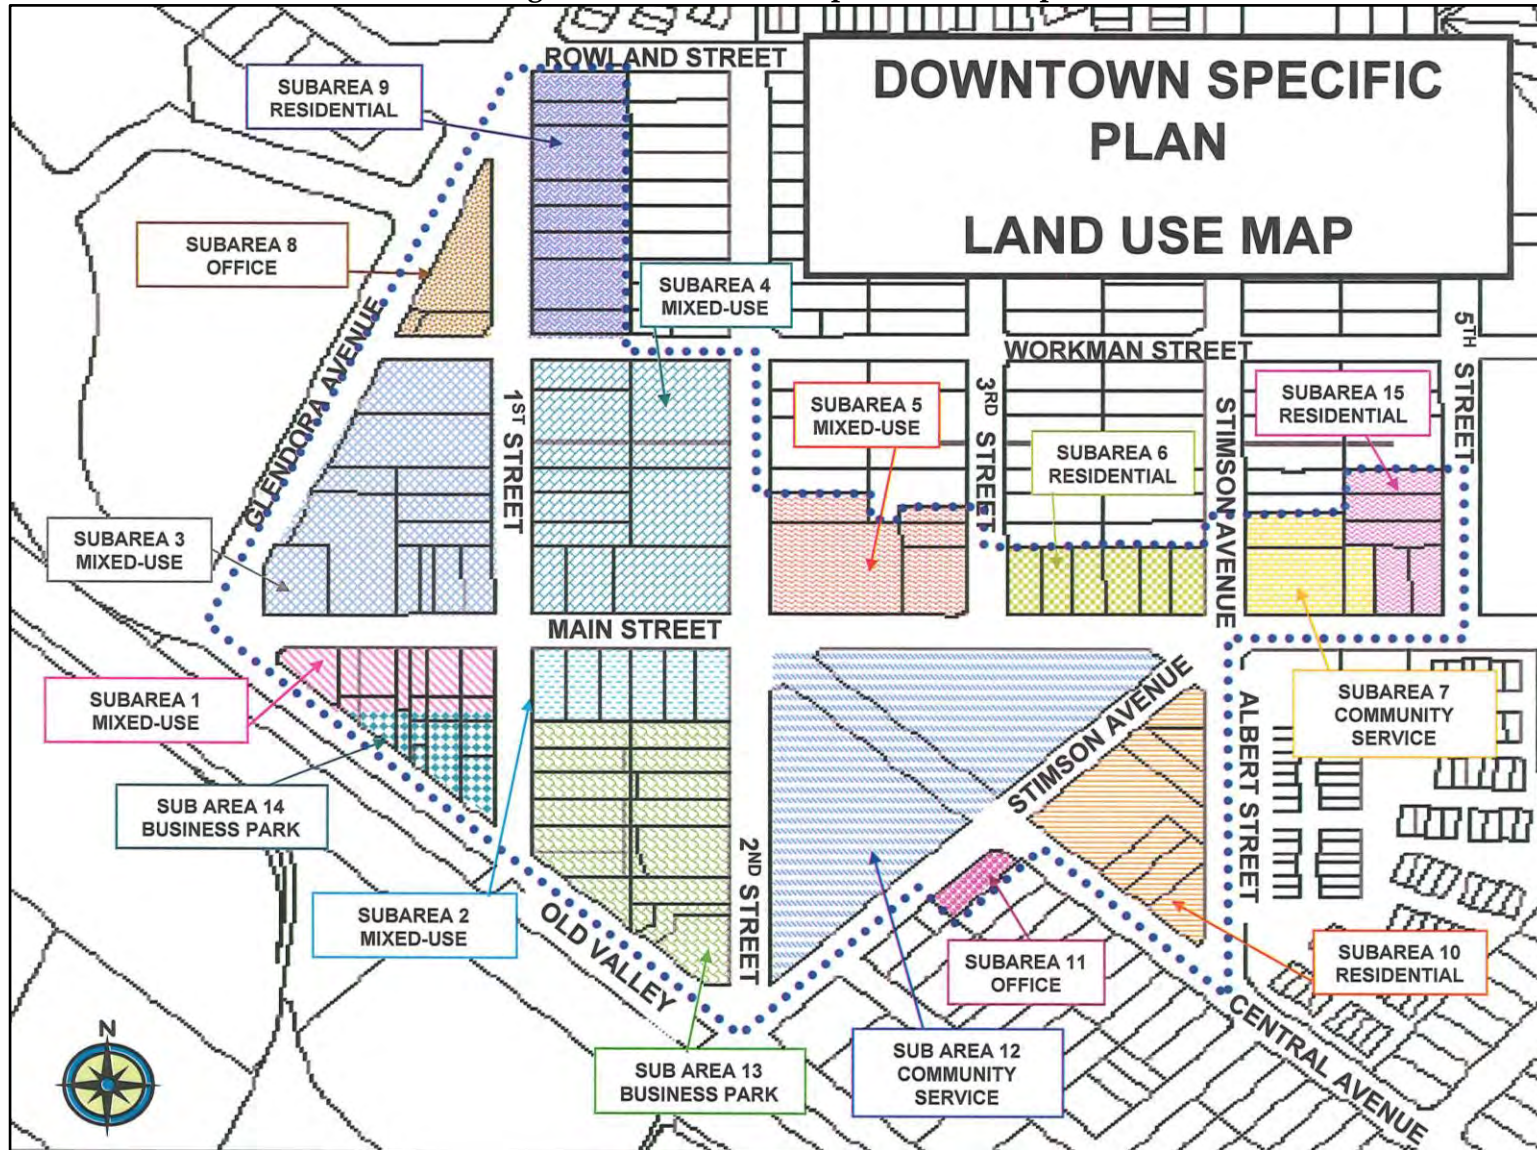 ROWLAND STREET
DOWNTOWN SPECIFIC
PLAN
LAND USE MAP
SUBAREA 9
RESIDENTIAL
SUBAREA 8
OFFICE
SUBAREA 4
MIXED-USE
GLENDORA AVENUE
1ST STREET
WORKMAN STREET
5TH STREET
SUBAREA 5
MIXED-USE
3RD STREET
SUBAREA 6
RESIDENTIAL
STIMSON AVENUE
SUBAREA 15
RESIDENTIAL
SUBAREA 3
MIXED-USE
MAIN STREET
SUBAREA 1
MIXED-USE
SUBAREA 7
COMMUNITY
SERVICE
ALBERT STREET
STIMSON AVENUE
SUB AREA 14
BUSINESS PARK
2ND STREET
SUBAREA 2
MIXED-USE
OLD VALLEY
SUBAREA 11
OFFICE
SUBAREA 10
RESIDENTIAL
CENTRAL AVENUE
N
SUB AREA 13
BUSINESS PARK
SUB AREA 12
COMMUNITY
SERVICE